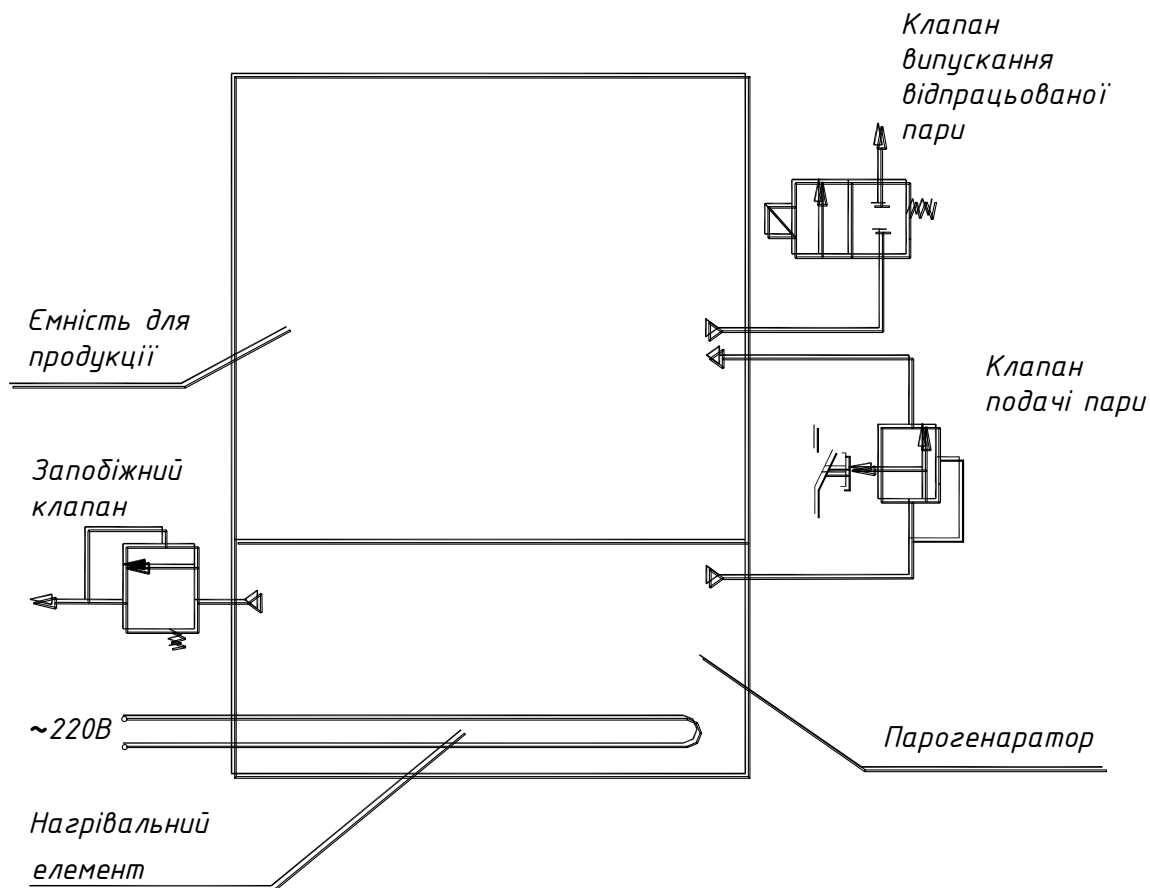 Клапан
випускання
відпрацьованої
пари
Ємність для
продукції
Клапан
подачі пари
Запобіжний
клапан
~220В
Парогенаратор
Нагрівальний
елемент